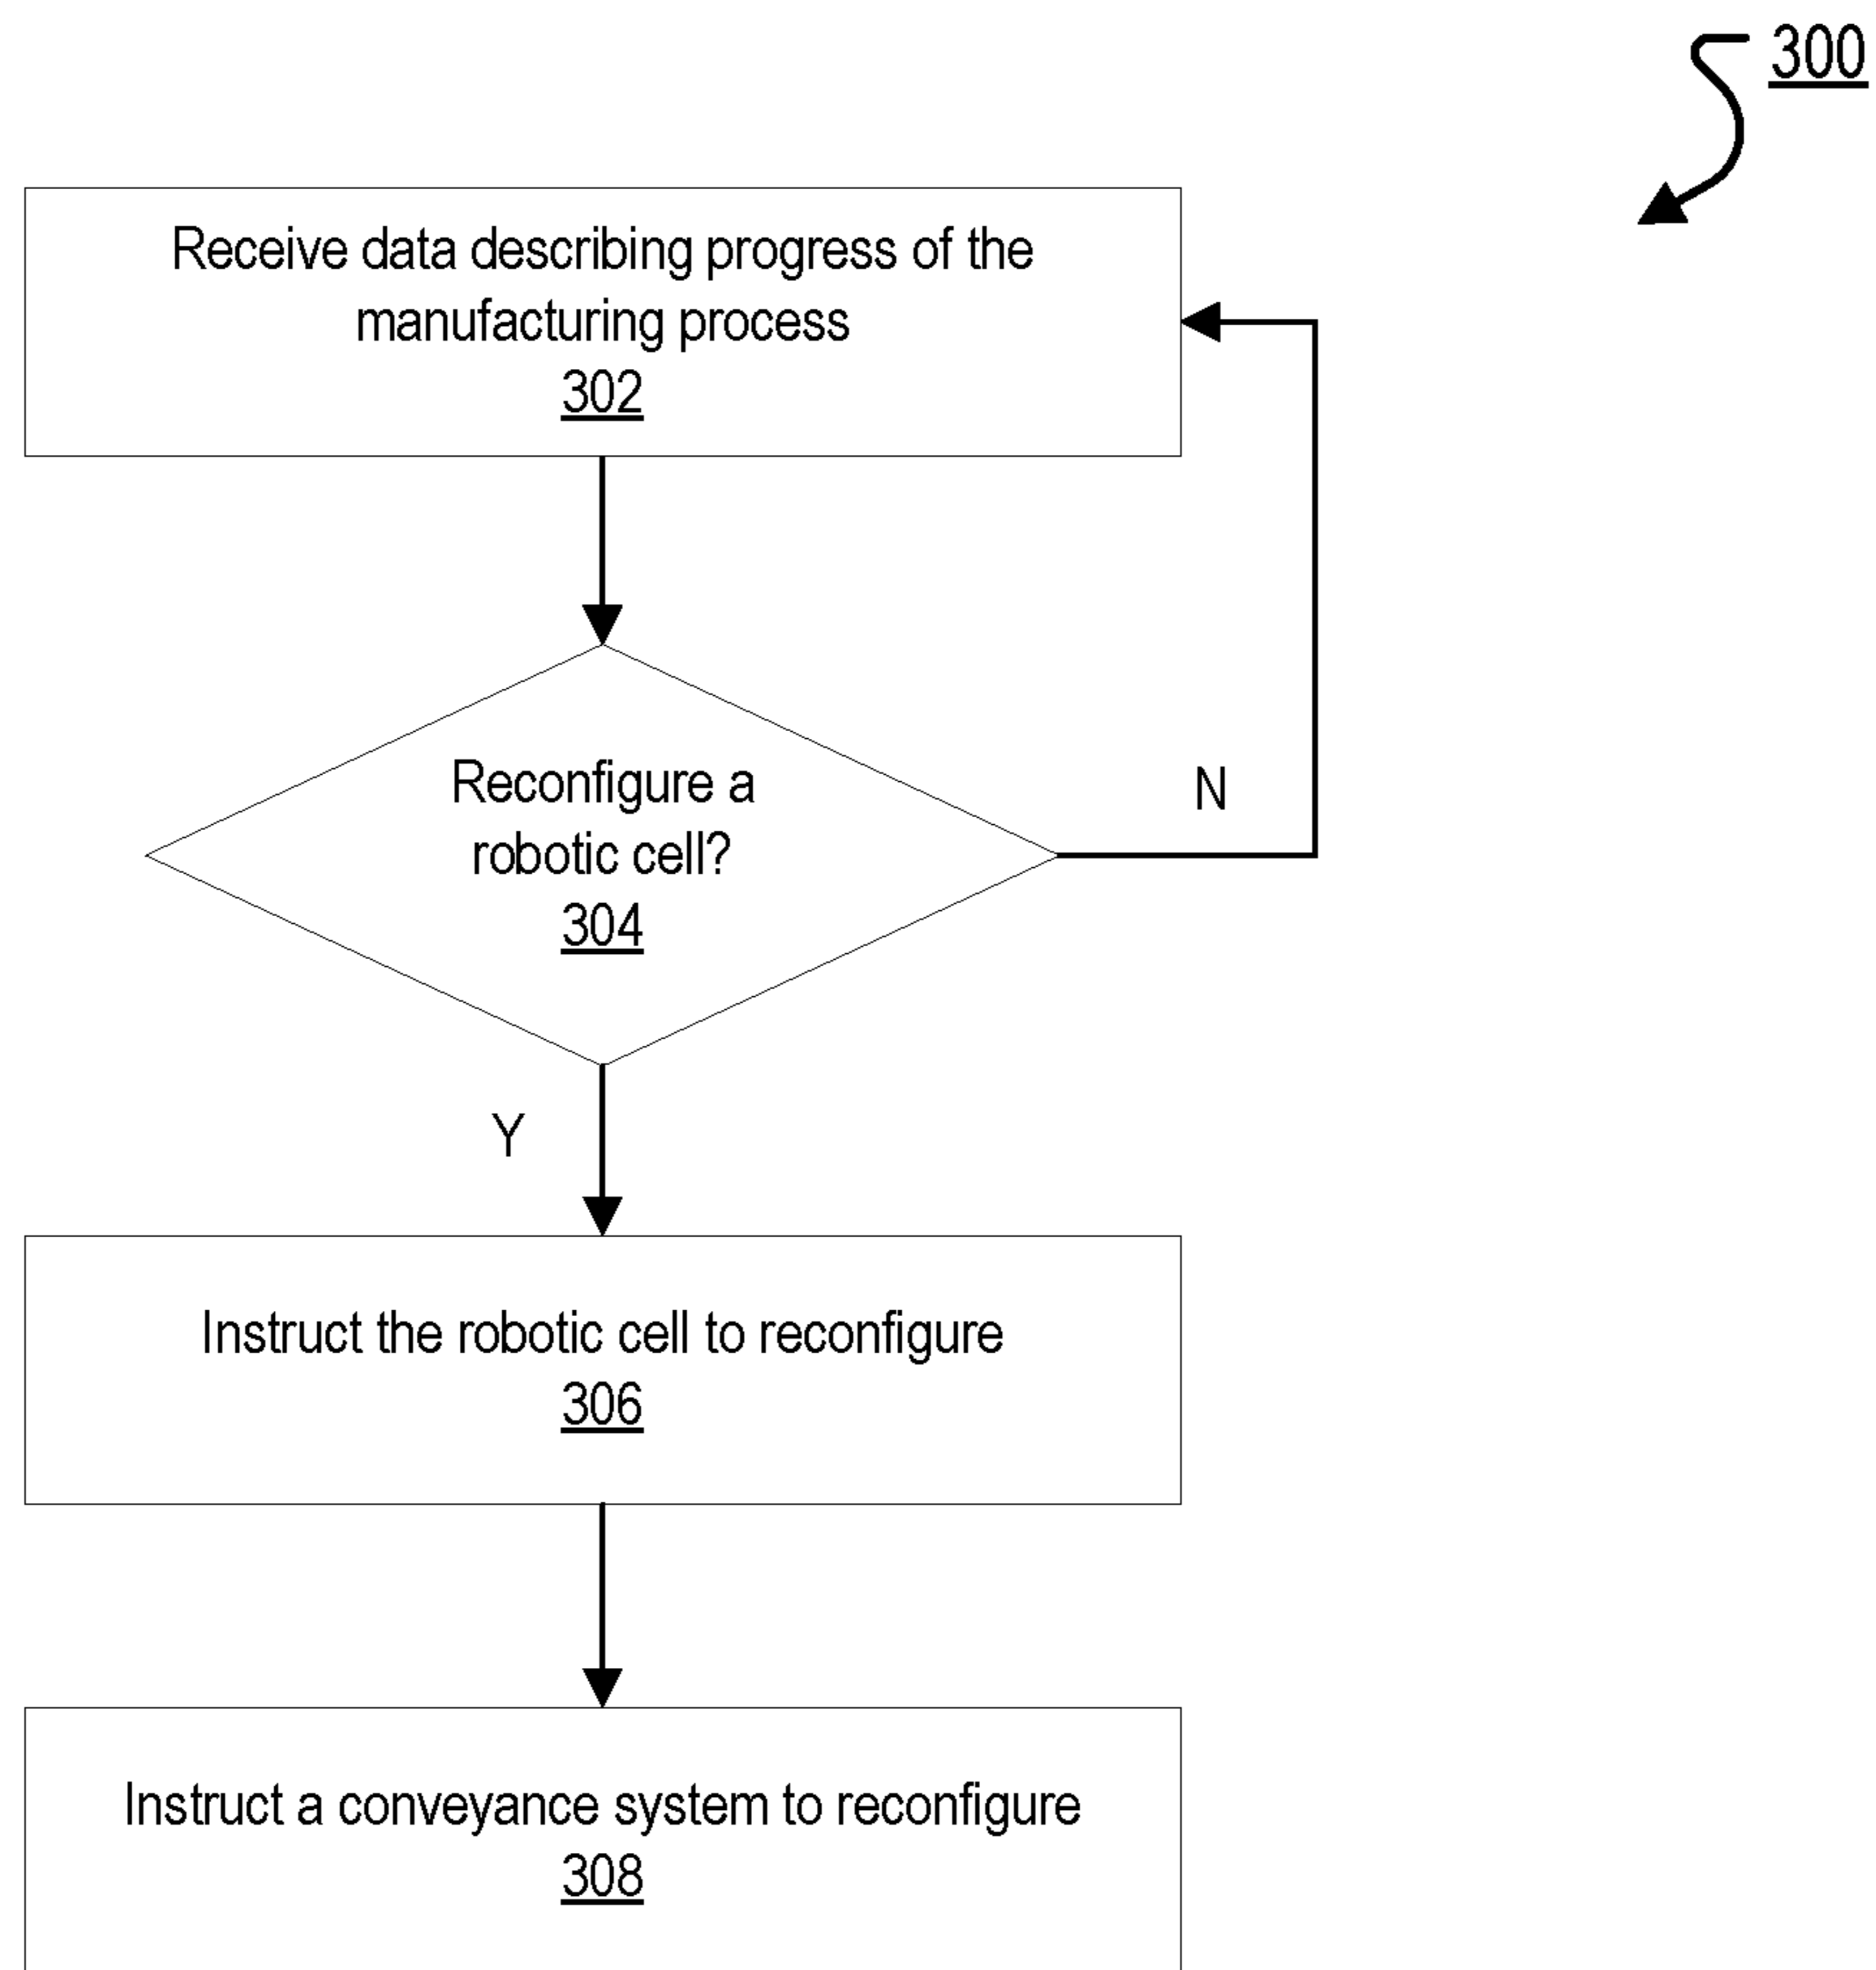 300
Receive data describing progress of the
manufacturing process
302
Reconfigure a
robotic cell?
304
N
Y
Instruct the robotic cell to reconfigure
306
Instruct a conveyance system to reconfigure
308